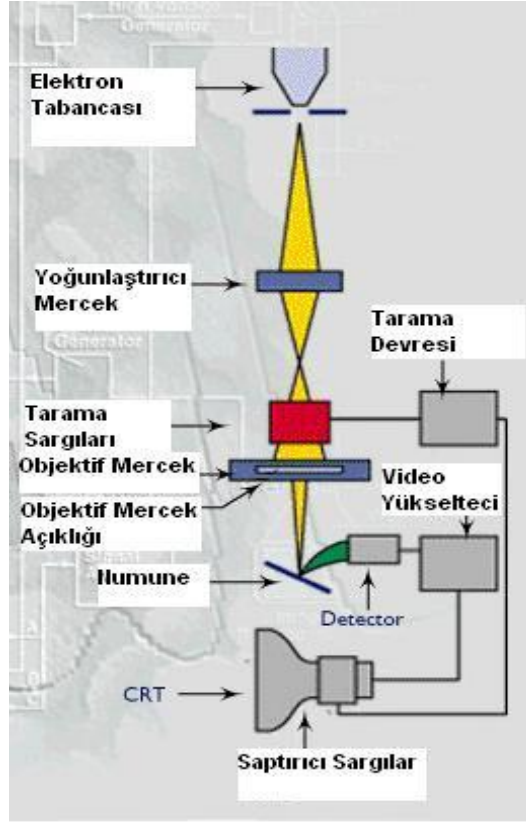 Elektron
Tabancası
Yoğunlaştırıcı
Mercek
Tarama
Devresi
Tarama
Sargıları
Objektif Mercek
Objektif Mercek
Açıklığı
Video
Yükselteci
Numune
Detector
CRT
Saptırıcı Sargılar
Generator